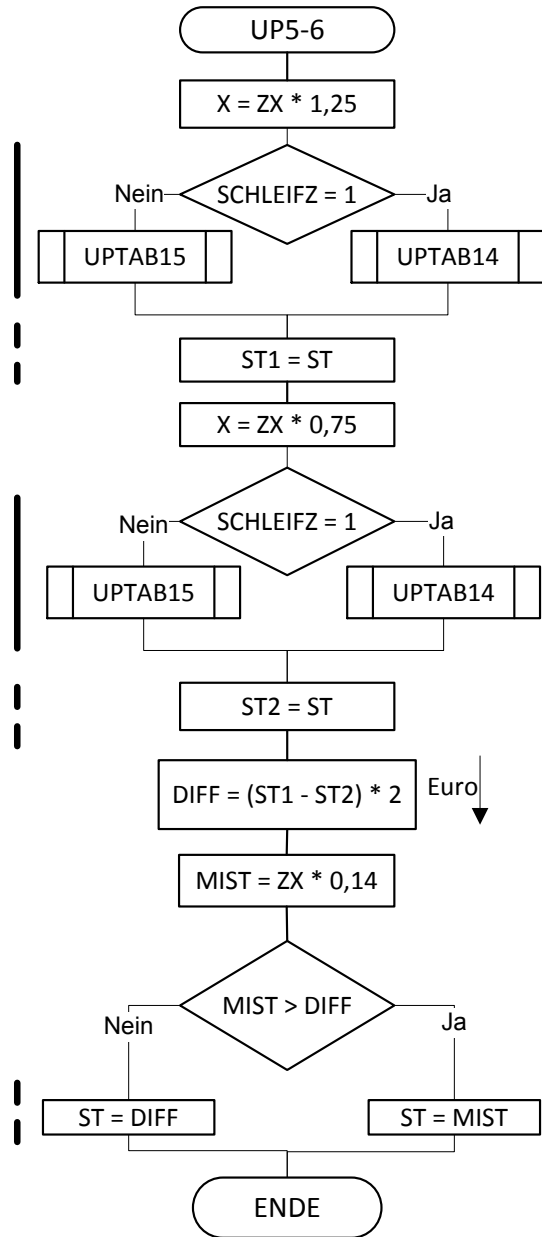 UP5-6
X = ZX * 1,25
SCHLEIFZ = 1
Nein
Ja
UPTAB15
UPTAB14
ST1 = ST
X = ZX * 0,75
SCHLEIFZ = 1
Nein
Ja
UPTAB15
UPTAB14
ST2 = ST
DIFF = (ST1 - ST2) * 2
Euro
MIST = ZX * 0,14
MIST > DIFF
Nein
Ja
ST = DIFF
ST = MIST
ENDE